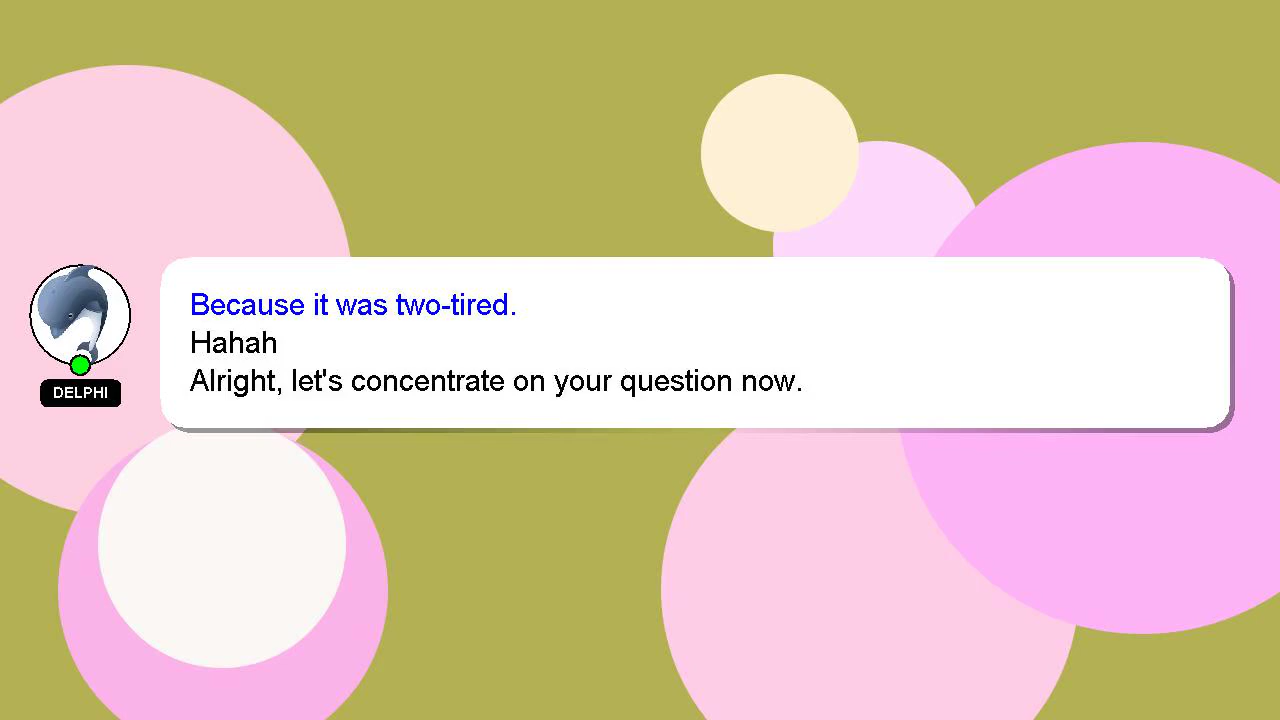 Because it was two-tired.
Hahah
Alright, let's concentrate on your question now.
DELPHI